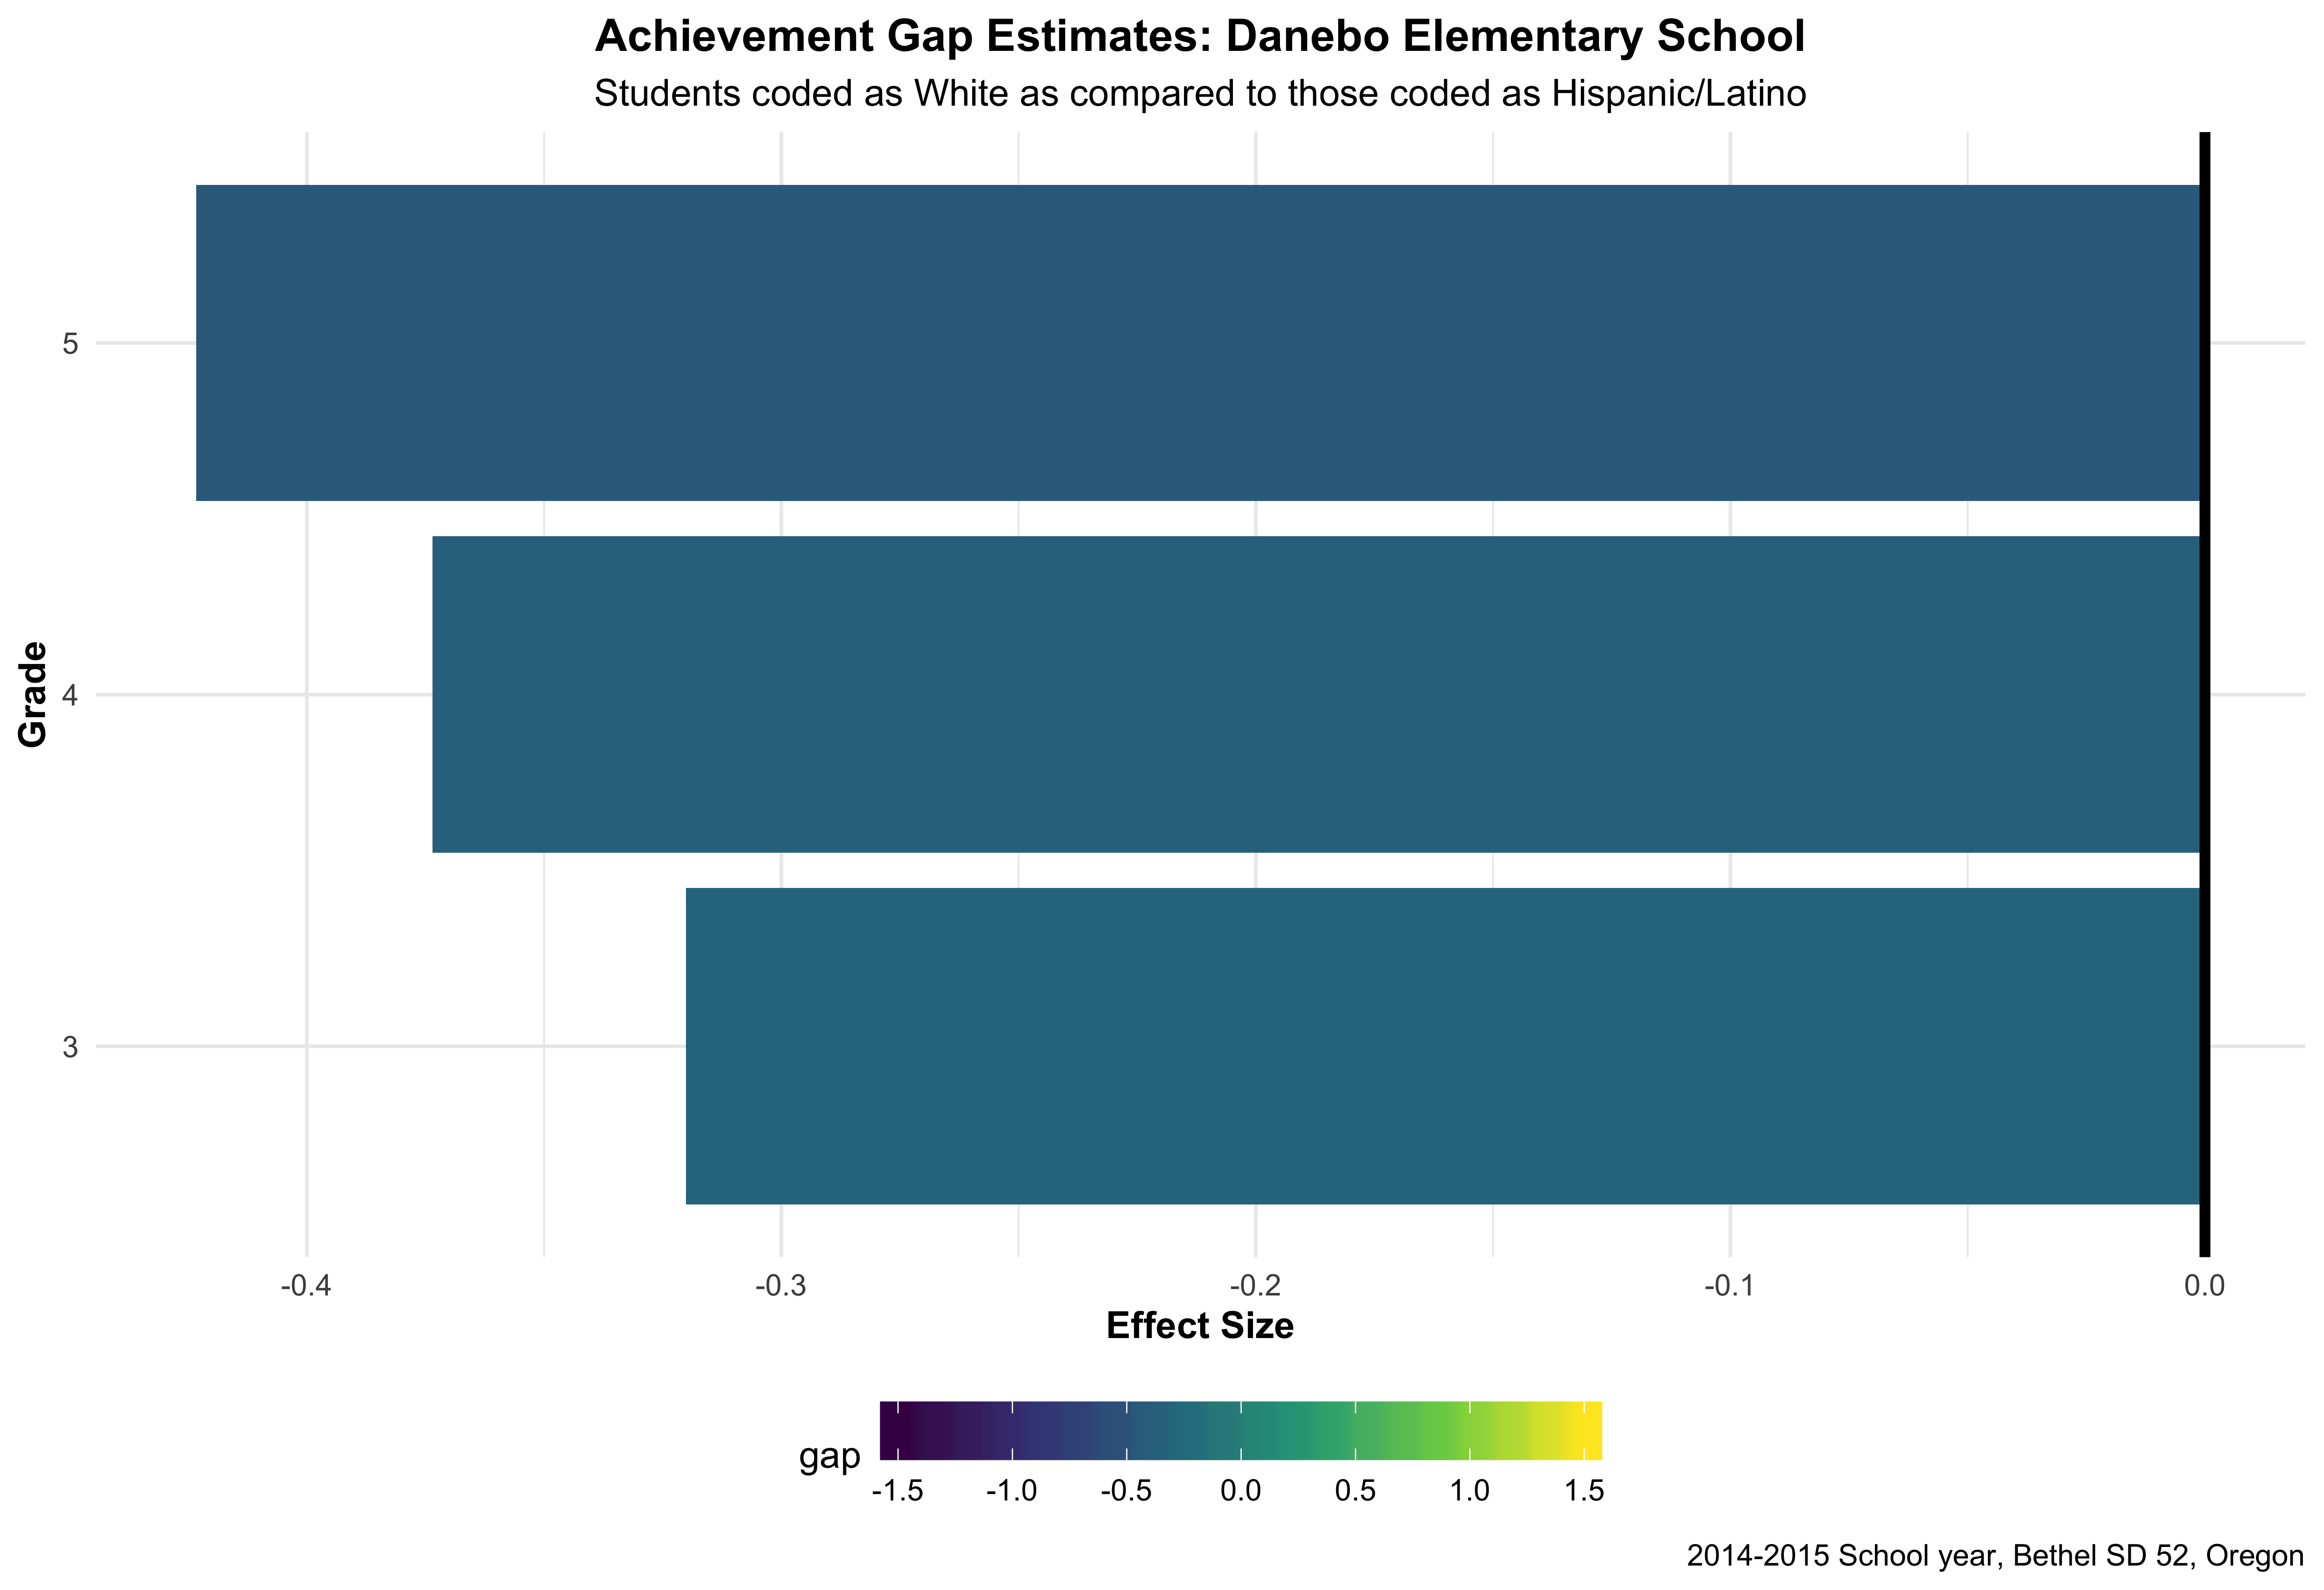 Achievement Gap Estimates: Danebo Elementary School
Students coded as White as compared to those coded as Hispanic/Latino
Grade
5
4
3
-0.4 -0.3 -0.2 -0.1 0.0
Effect Size
gap
-1.5 -1.0 -0.5 0.0 0.5 1.0 1.5
2014-2015 School year, Bethel SD 52, Oregon